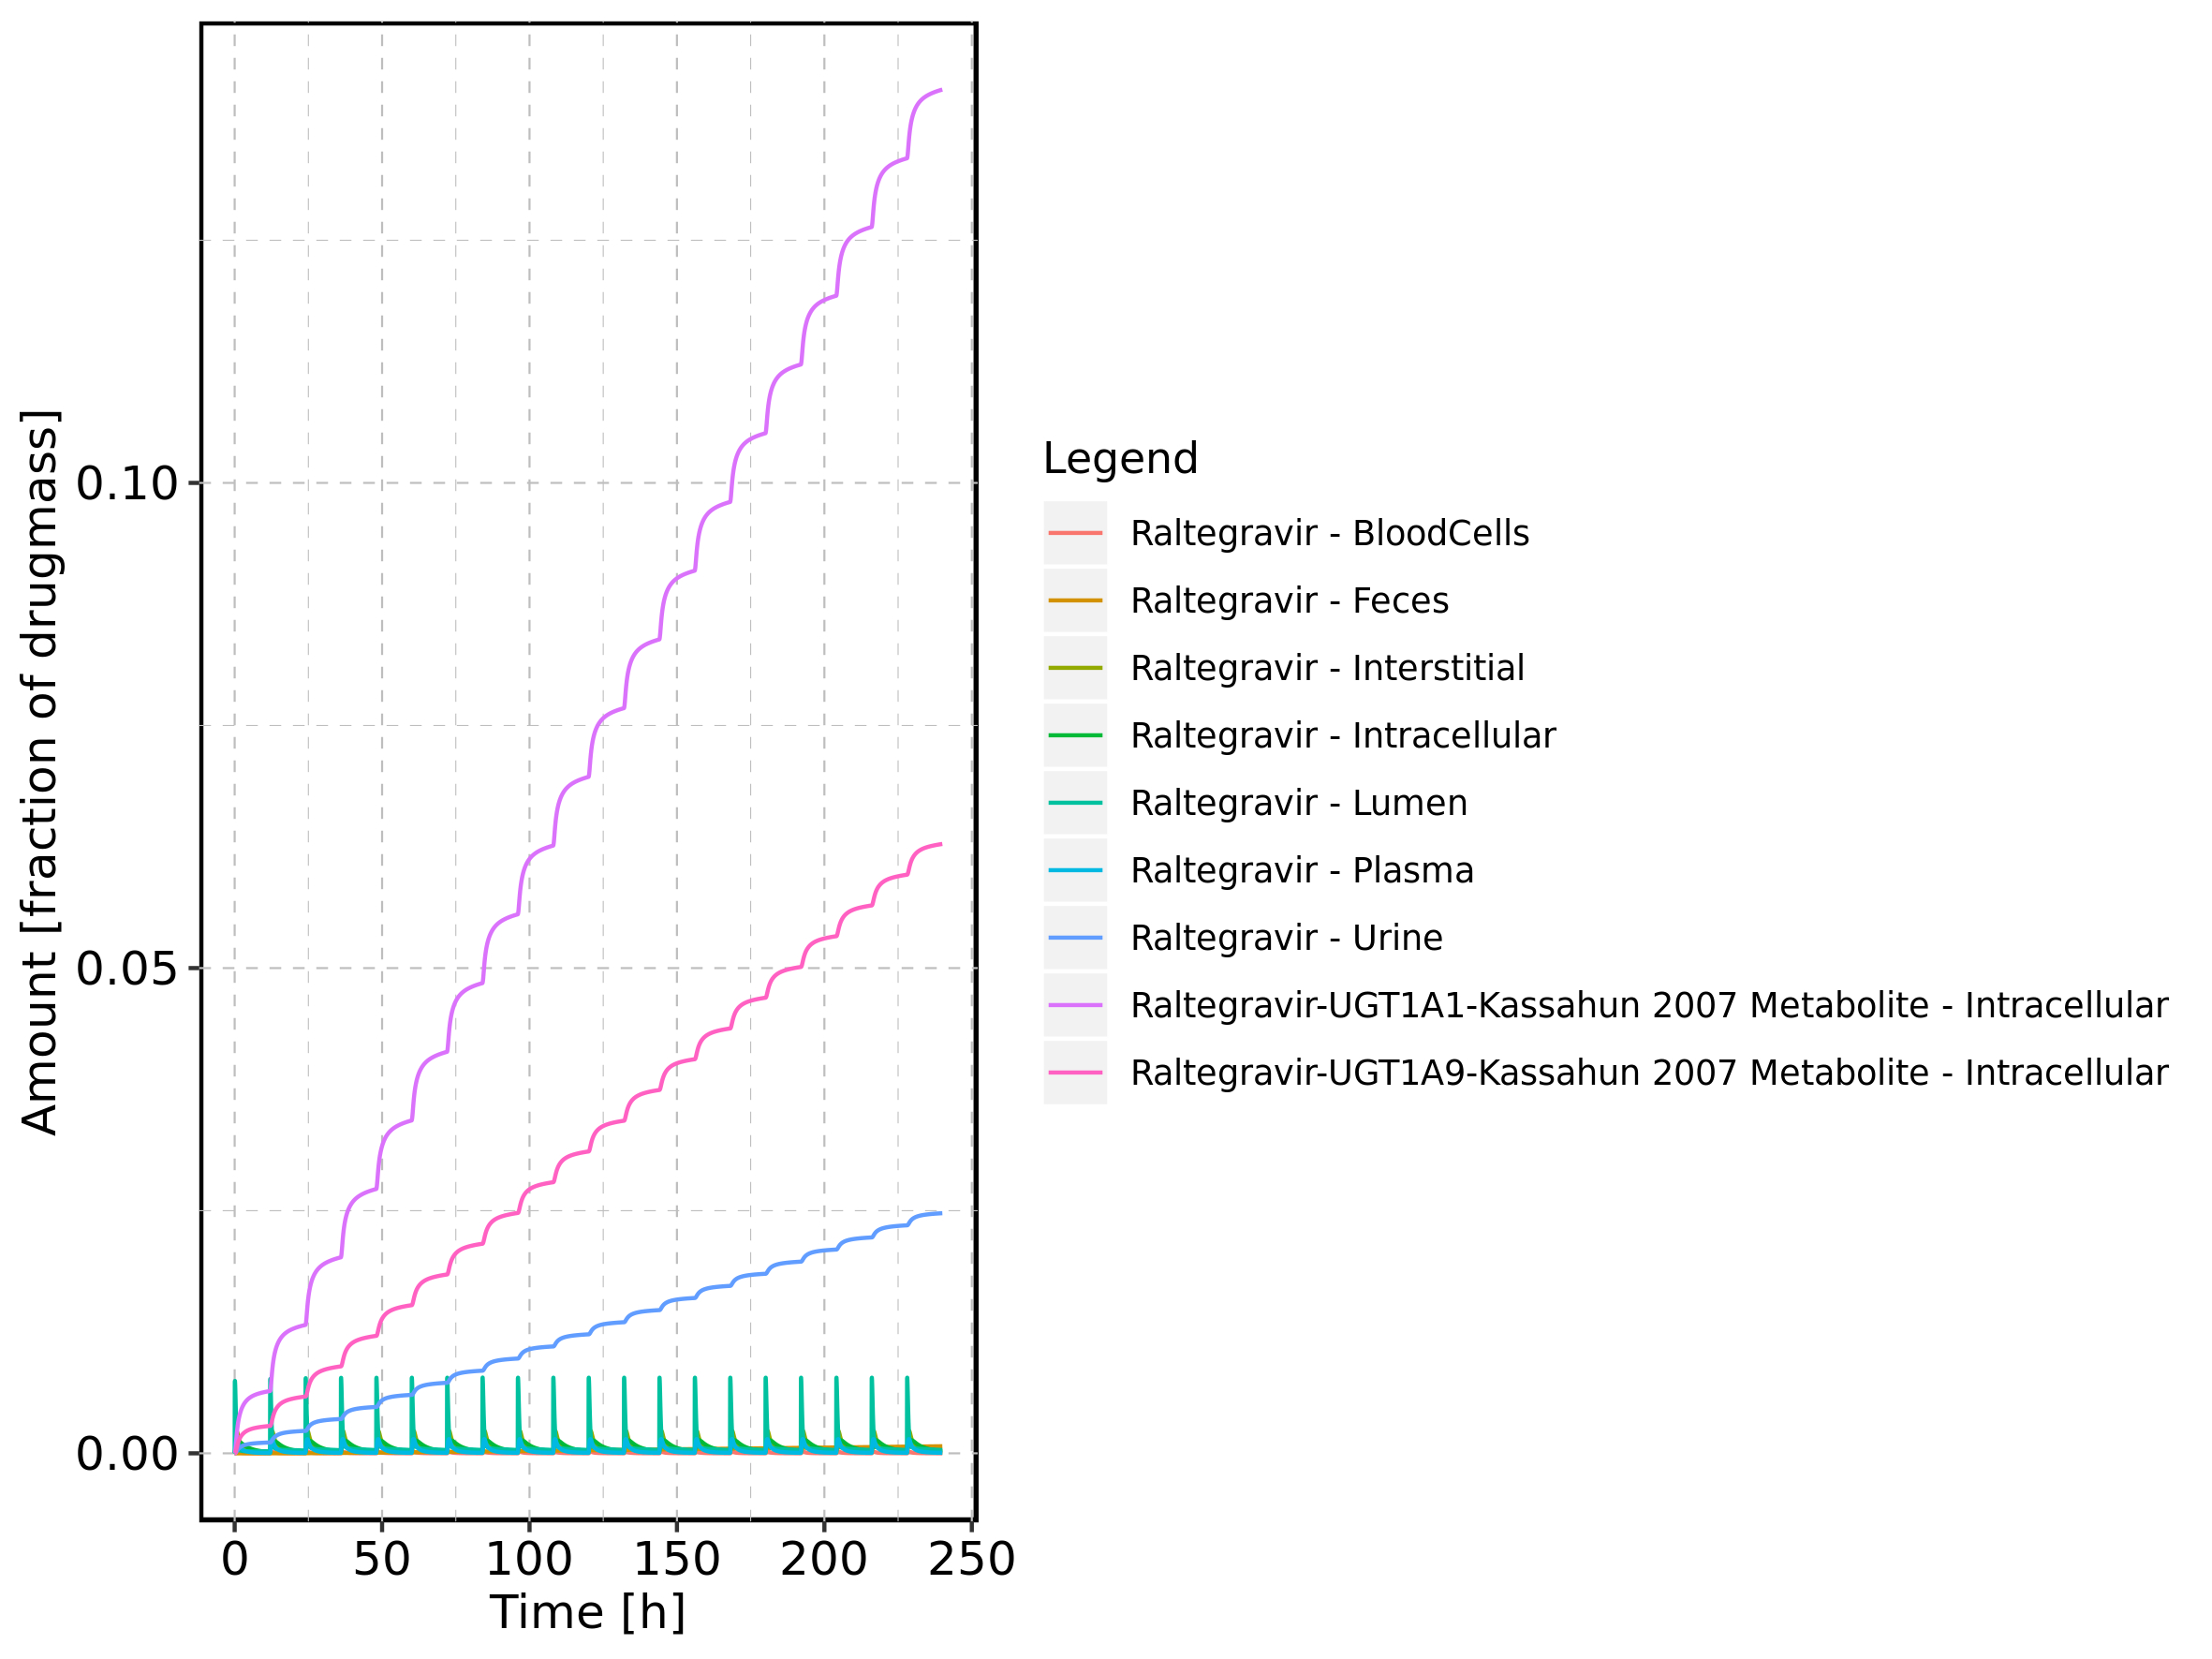 Amount [fraction of drugmass]
0.10
0.05
0.00
0 50 100 150 200 250
Time [h]
Legend
Raltegravir - BloodCells
Raltegravir - Feces
Raltegravir - Interstitial
Raltegravir - Intracellular
Raltegravir - Lumen
Raltegravir - Plasma
Raltegravir - Urine
Raltegravir-UGT1A1-Kassahun 2007 Metabolite - Intracellular
Raltegravir-UGT1A9-Kassahun 2007 Metabolite - Intracellular